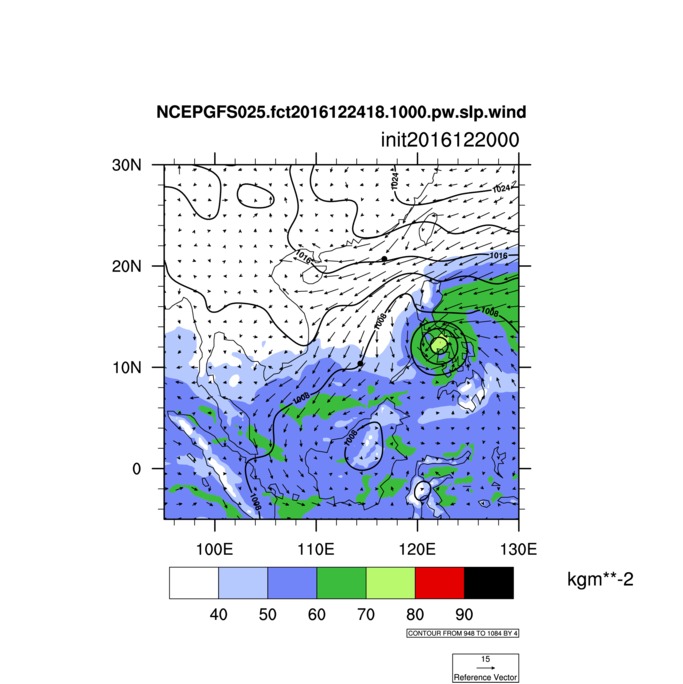 NCEPGFS025.fct2016122418.1000.pw.slp.wind
init2016122000
30N
1024
1024
1016
1016
20N
1008
1008
10N
1008
1008
0
1008
100E 110E 120E 130E
kgm**-2
40 50 60 70 80 90
CONTOUR FROM 948 TO 1084 BY 4
15
Reference Vector